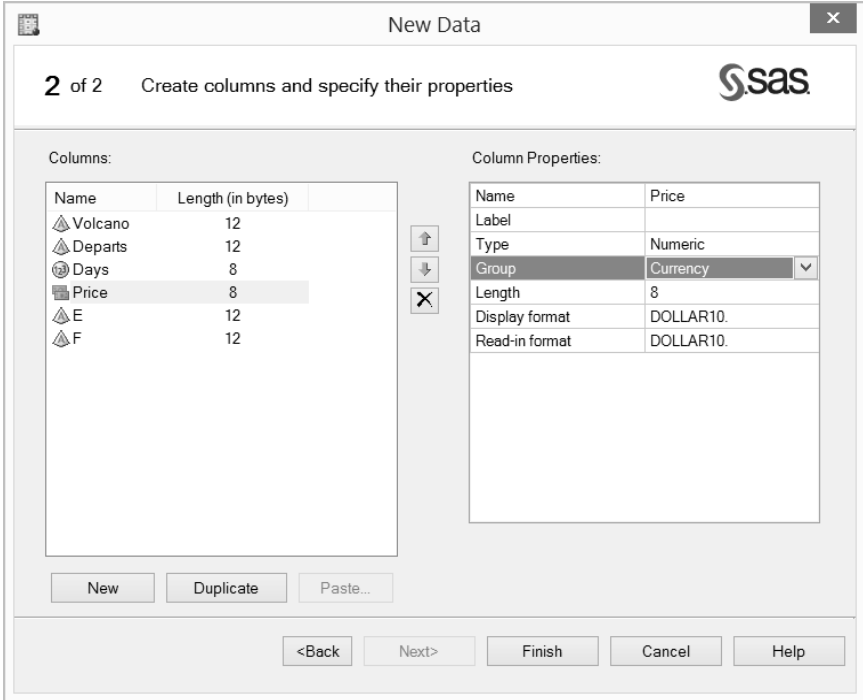 New Data
2 of 2 Create columns and specify their properties
sas
Columns:
Name Length (in bytes)
Volcano 12
Departs 12
Days 8
Price 8
E 12
F 12
New Duplicate Paste...
Column Properties:
Name Price
Label
Type Numeric
Group Currency
Length 8
Display format DOLLAR10.
Read-in format DOLLAR10.
<Back Next> Finish Cancel Help